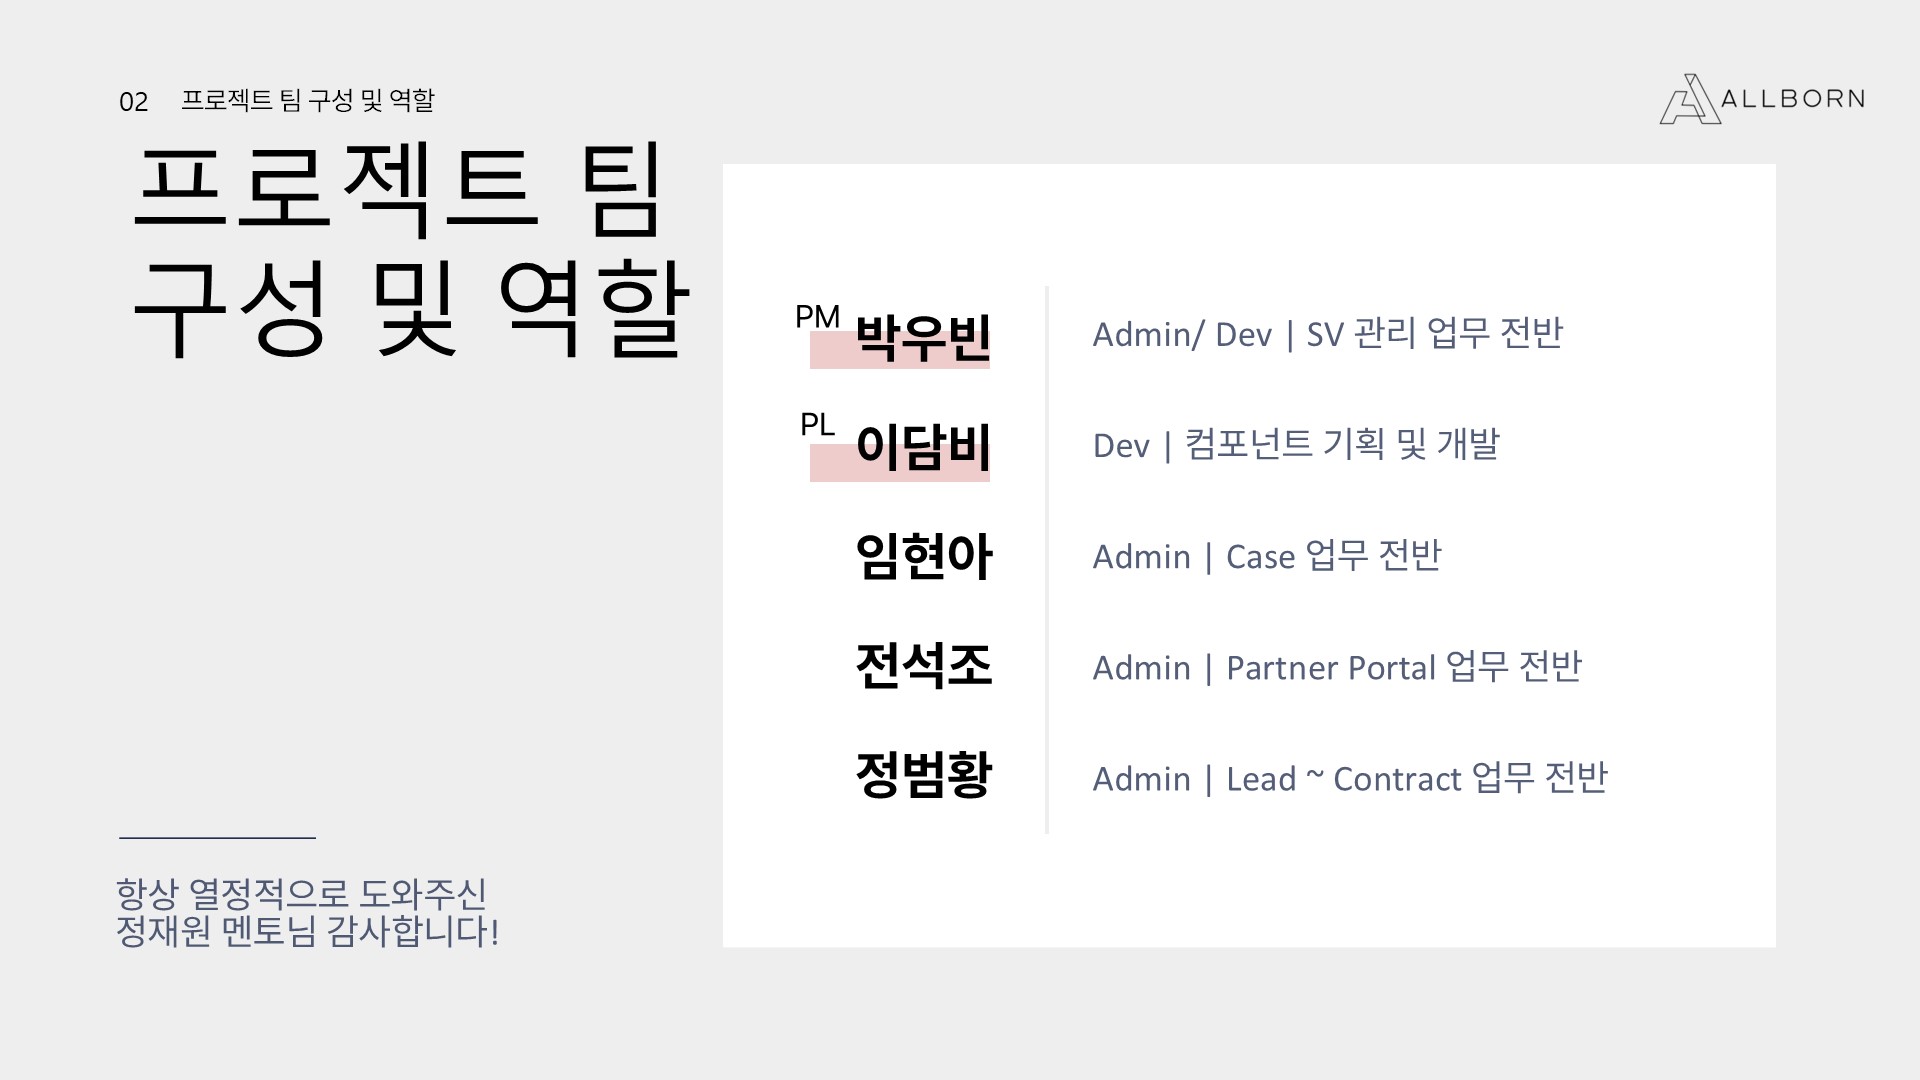 02 프로젝트 팀 구성 및 역할
ALLBORN
프로젝트 팀
구성 및 역할
PM 박우빈 Admin/ Dev | SV 관리 업무 전반
PL 이담비 Dev | 컴포넌트 기획 및 개발
임현아 Admin | Case 업무 전반
전석조 Admin | Partner Portal 업무 전반
정범황 Admin | Lead ~ Contract 업무 전반
항상 열정적으로 도와주신
정재원 멘토님 감사합니다!